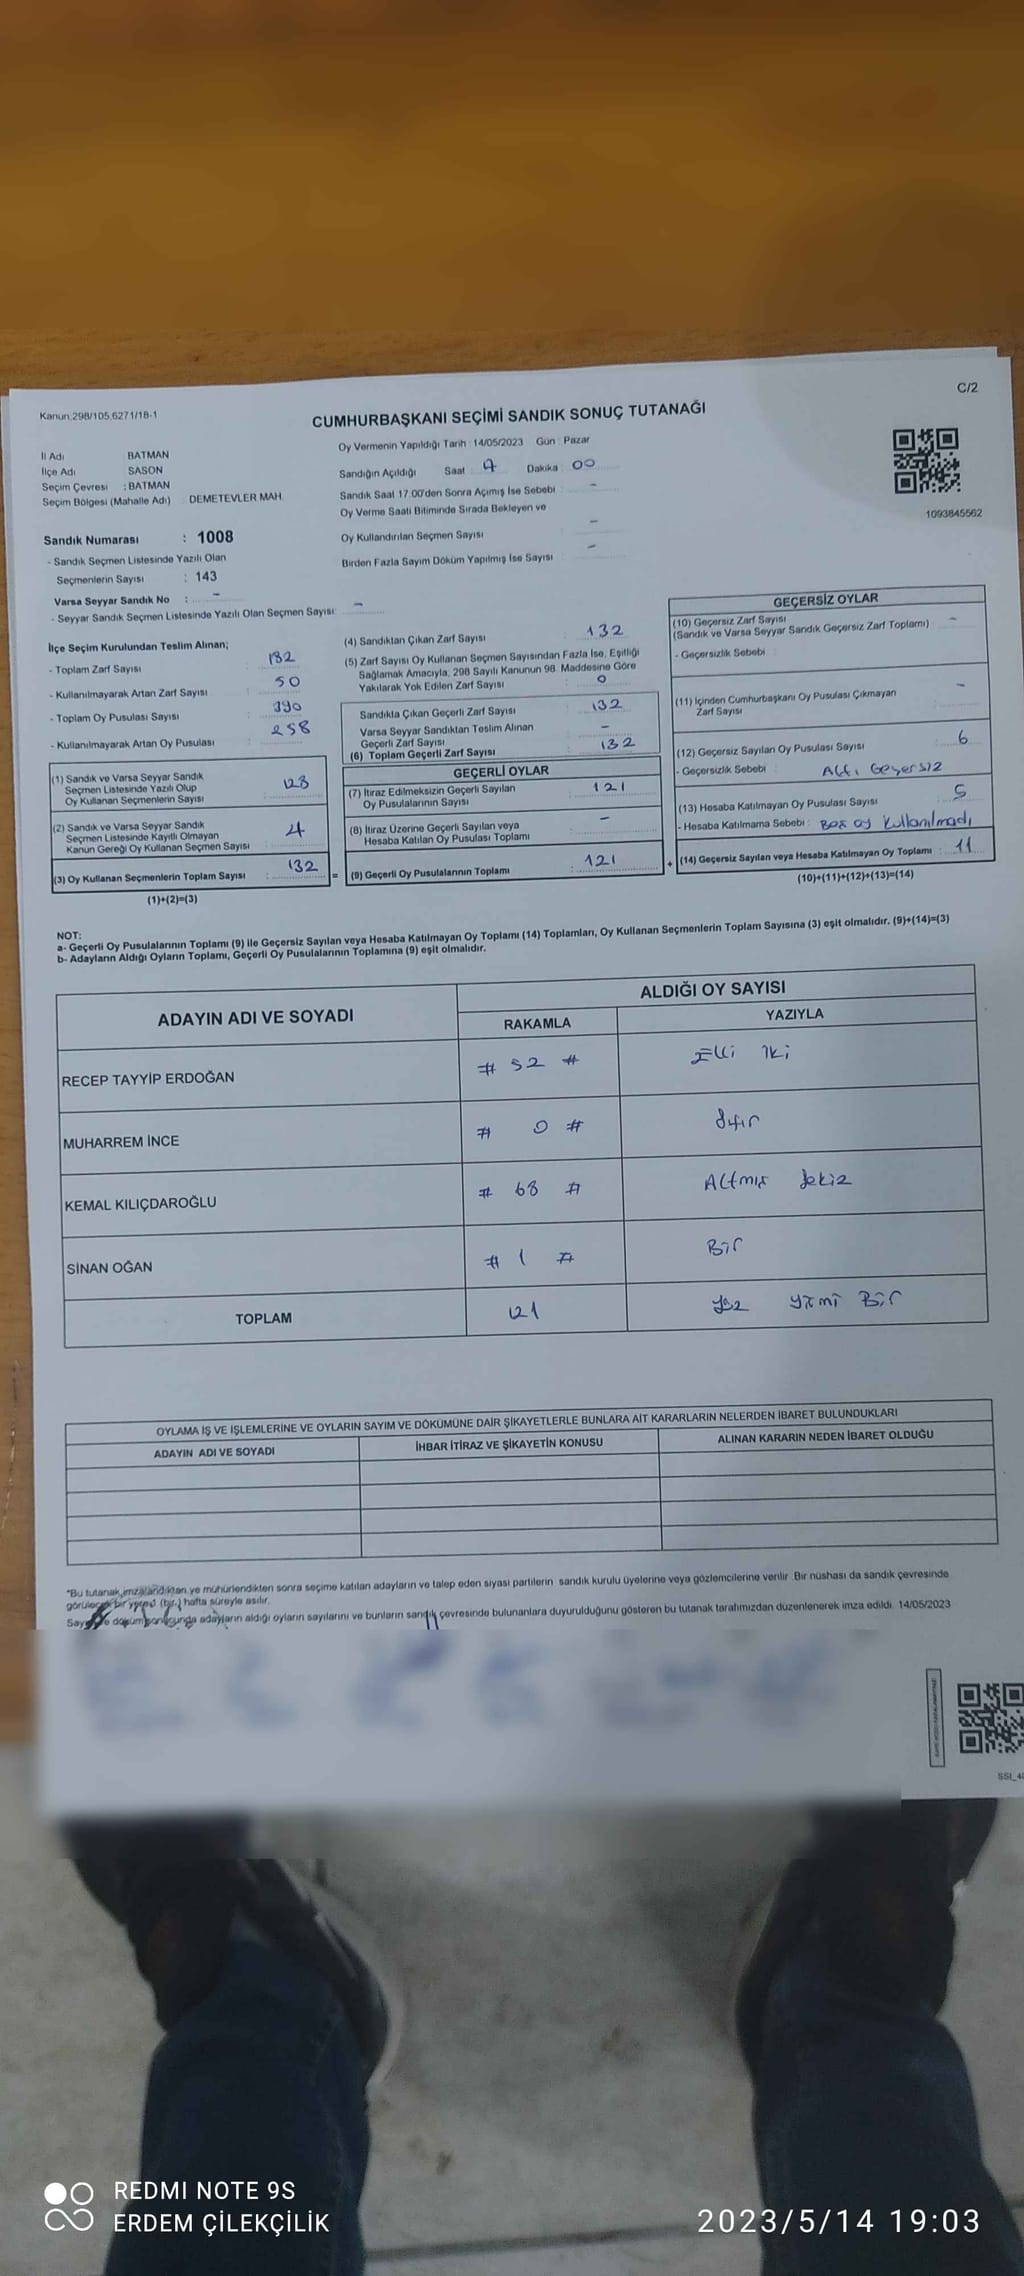 C/2
Kanun:298/105,6271/18-1
CUMHURBAŞKANI SEÇİMİ SANDIK SONUÇ TUTANAĞI
İl Adı BATMAN
İlçe Adı SASON
Seçim Çevresi : BATMAN
Seçim Bölgesi (Mahalle Adı) DEMETEVLER MAH.
Sandık Numarası : 1008
- Sandık Seçmen Listesinde Yazılı Olan
Seçmenlerin Sayısı : 143
Varsa Seyyar Sandık No : -
- Seyyar Sandık Seçmen Listesinde Yazılı Olan Seçmen Sayısı: -
Oy Vermenin Yapıldığı Tarih : 14/05/2023 Gün : Pazar
Sandığın Açıldığı Saat Dakika : 00
Sandık Saat 17:00'den Sonra Açımış İse Sebebi : -
Oy Verme Saati Bitiminde Sırada Bekleyen ve
Oy Kullandırılan Seçmen Sayısı -
Birden Fazla Sayım Döküm Yapılmış İse Sayısı : -
1093845562
İlçe Seçim Kurulundan Teslim Alınan;
- Toplam Zarf Sayısı : 182
- Kullanılmayarak Artan Zarf Sayısı : 50
- Toplam Oy Pusulası Sayısı : 390
- Kullanılmayarak Artan Oy Pusulası : 258
(1) Sandık ve Varsa Seyyar Sandık
Seçmen Listesinde Yazılı Olup
Oy Kullanan Seçmenlerin Sayısı : 128
(2) Sandık ve Varsa Seyyar Sandık
Seçmen Listesinde Kayıtlı Olmayan
Kanun Gereği Oy Kullanan Seçmen Sayısı : 4
(3) Oy Kullanan Seçmenlerin Toplam Sayısı : 132 =
(1)+(2)=(3)
(4) Sandıktan Çıkan Zarf Sayısı : 132
(5) Zarf Sayısı Oy Kullanan Seçmen Sayısından Fazla İse, Eşitliği
Sağlamak Amacıyla, 298 Sayılı Kanunun 98. Maddesine Göre
Yakılarak Yok Edilen Zarf Sayısı : 0
Sandıkta Çıkan Geçerli Zarf Sayısı : 132
Varsa Seyyar Sandıktan Teslim Alınan
Geçerli Zarf Sayısı : -
(6) Toplam Geçerli Zarf Sayısı : 132
GEÇERLİ OYLAR
(7) İtiraz Edilmeksizin Geçerli Sayılan
Oy Pusulalarının Sayısı : 121
(8) İtiraz Üzerine Geçerli Sayılan veya
Hesaba Katılan Oy Pusulası Toplamı : -
(9) Geçerli Oy Pusulalarının Toplamı : 121 +
GEÇERSİZ OYLAR
(10) Geçersiz Zarf Sayısı
(Sandık ve Varsa Seyyar Sandık Geçersiz Zarf Toplamı) : -
- Geçersizlik Sebebi :
(11) İçinden Cumhurbaşkanı Oy Pusulası Çıkmayan
Zarf Sayısı : -
(12) Geçersiz Sayılan Oy Pusulası Sayısı : 6
- Geçersizlik Sebebi : Altı Geçersiz
(13) Hesaba Katılmayan Oy Pusulası Sayısı : 5
- Hesaba Katılmama Sebebi : Boş oy kullanılmadı
(14) Geçersiz Sayılan veya Hesaba Katılmayan Oy Toplamı : 11
(10)+(11)+(12)+(13)=(14)
NOT:
a- Geçerli Oy Pusulalarının Toplamı (9) ile Geçersiz Sayılan veya Hesaba Katılmayan Oy Toplamı (14) Toplamları, Oy Kullanan Seçmenlerin Toplam Sayısına (3) eşit olmalıdır. (9)+(14)=(3)
b- Adayların Aldığı Oyların Toplamı, Geçerli Oy Pusulalarının Toplamına (9) eşit olmalıdır.
ADAYIN ADI VE SOYADI
ALDIĞI OY SAYISI
RAKAMLA YAZIYLA
RECEP TAYYİP ERDOĞAN # 52 # Elli iki
MUHARREM İNCE # 0 # Sıfır
KEMAL KILIÇDAROĞLU # 68 # Altmış Sekiz
SİNAN OĞAN # 1 # Bir
TOPLAM 121 Yüz Yirmi Bir
OYLAMA İŞ VE İŞLEMLERİNE VE OYLARIN SAYIM VE DÖKÜMÜNE DAİR ŞİKAYETLERLE BUNLARA AİT KARARLARIN NELERDEN İBARET BULUNDUKLARI
ADAYIN ADI VE SOYADI İHBAR İTİRAZ VE ŞİKAYETİN KONUSU ALINAN KARARIN NEDEN İBARET OLDUĞU
*Bu tutanak imzalandıktan ve mühürlendikten sonra seçime katılan adayların ve talep eden siyasi partilerin sandık kurulu üyelerine veya gözlemcilerine verilir. Bir nüshası da sandık çevresinde
görülecek bir yere (bir) hafta süreyle asılır.
Sayım ve döküm sonucunda adayların aldığı oyların sayılarını ve bunların sandık çevresinde bulunanlara duyurulduğunu gösteren bu tutanak tarafımızdan düzenlenerek imza edildi. 14/05/2023
REDMI NOTE 9S
ERDEM ÇİLEKÇİLİK
2023/5/14 19:03